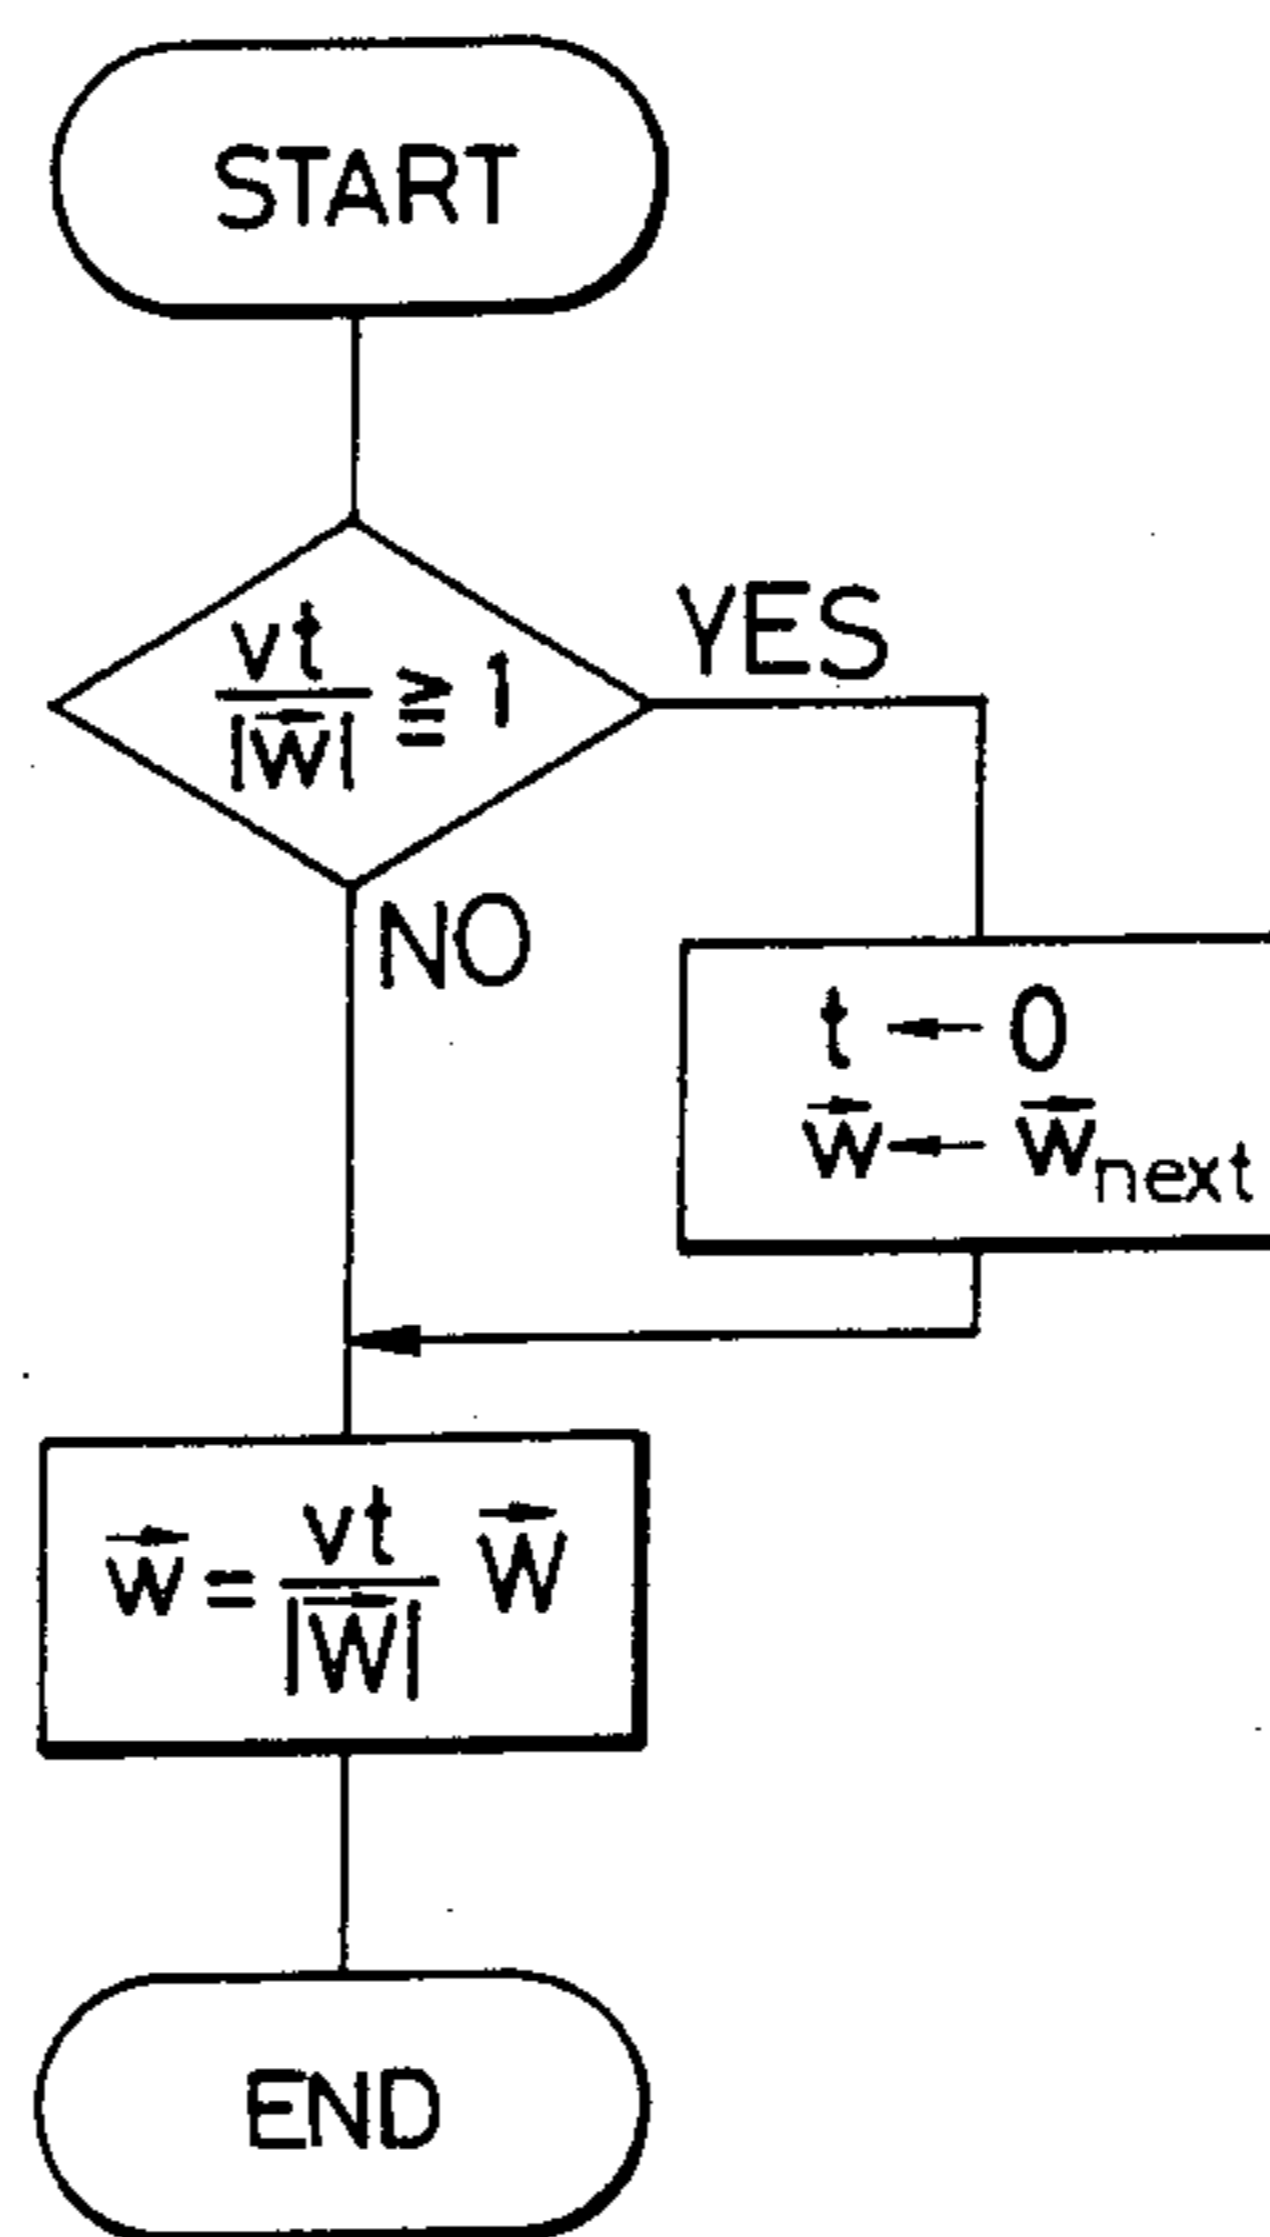 START
vt/|W⃗| ≧ 1
YES
NO
t ← 0
w⃗ ← w⃗next
w⃗ = vt/|W⃗| W⃗
END